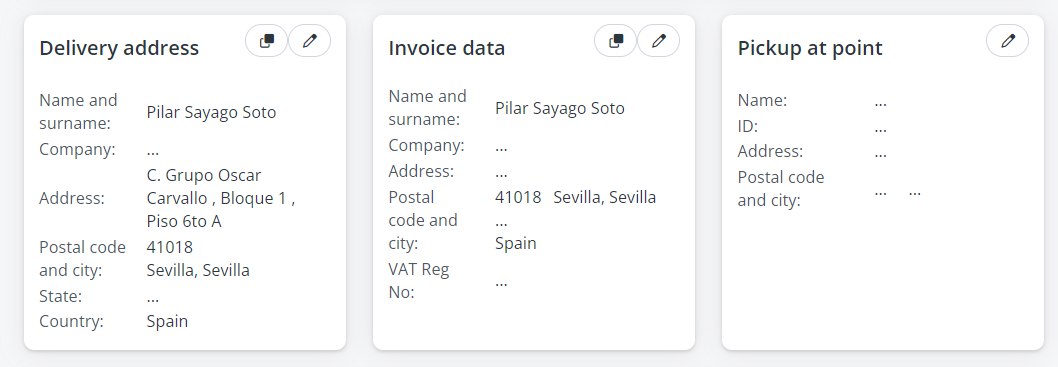 Delivery address
Name and surname: Pilar Sayago Soto
Company: ...
Address: C. Grupo Oscar
Carvallo , Bloque 1 ,
Piso 6to A
Postal code and city: 41018
Sevilla, Sevilla
State: ...
Country: Spain
Invoice data
Name and surname: Pilar Sayago Soto
Company: ...
Address: ...
Postal code and city: 41018 Sevilla, Sevilla
...
Spain
VAT Reg No: ...
Pickup at point
Name: ...
ID: ...
Address: ...
Postal code and city: ... ...